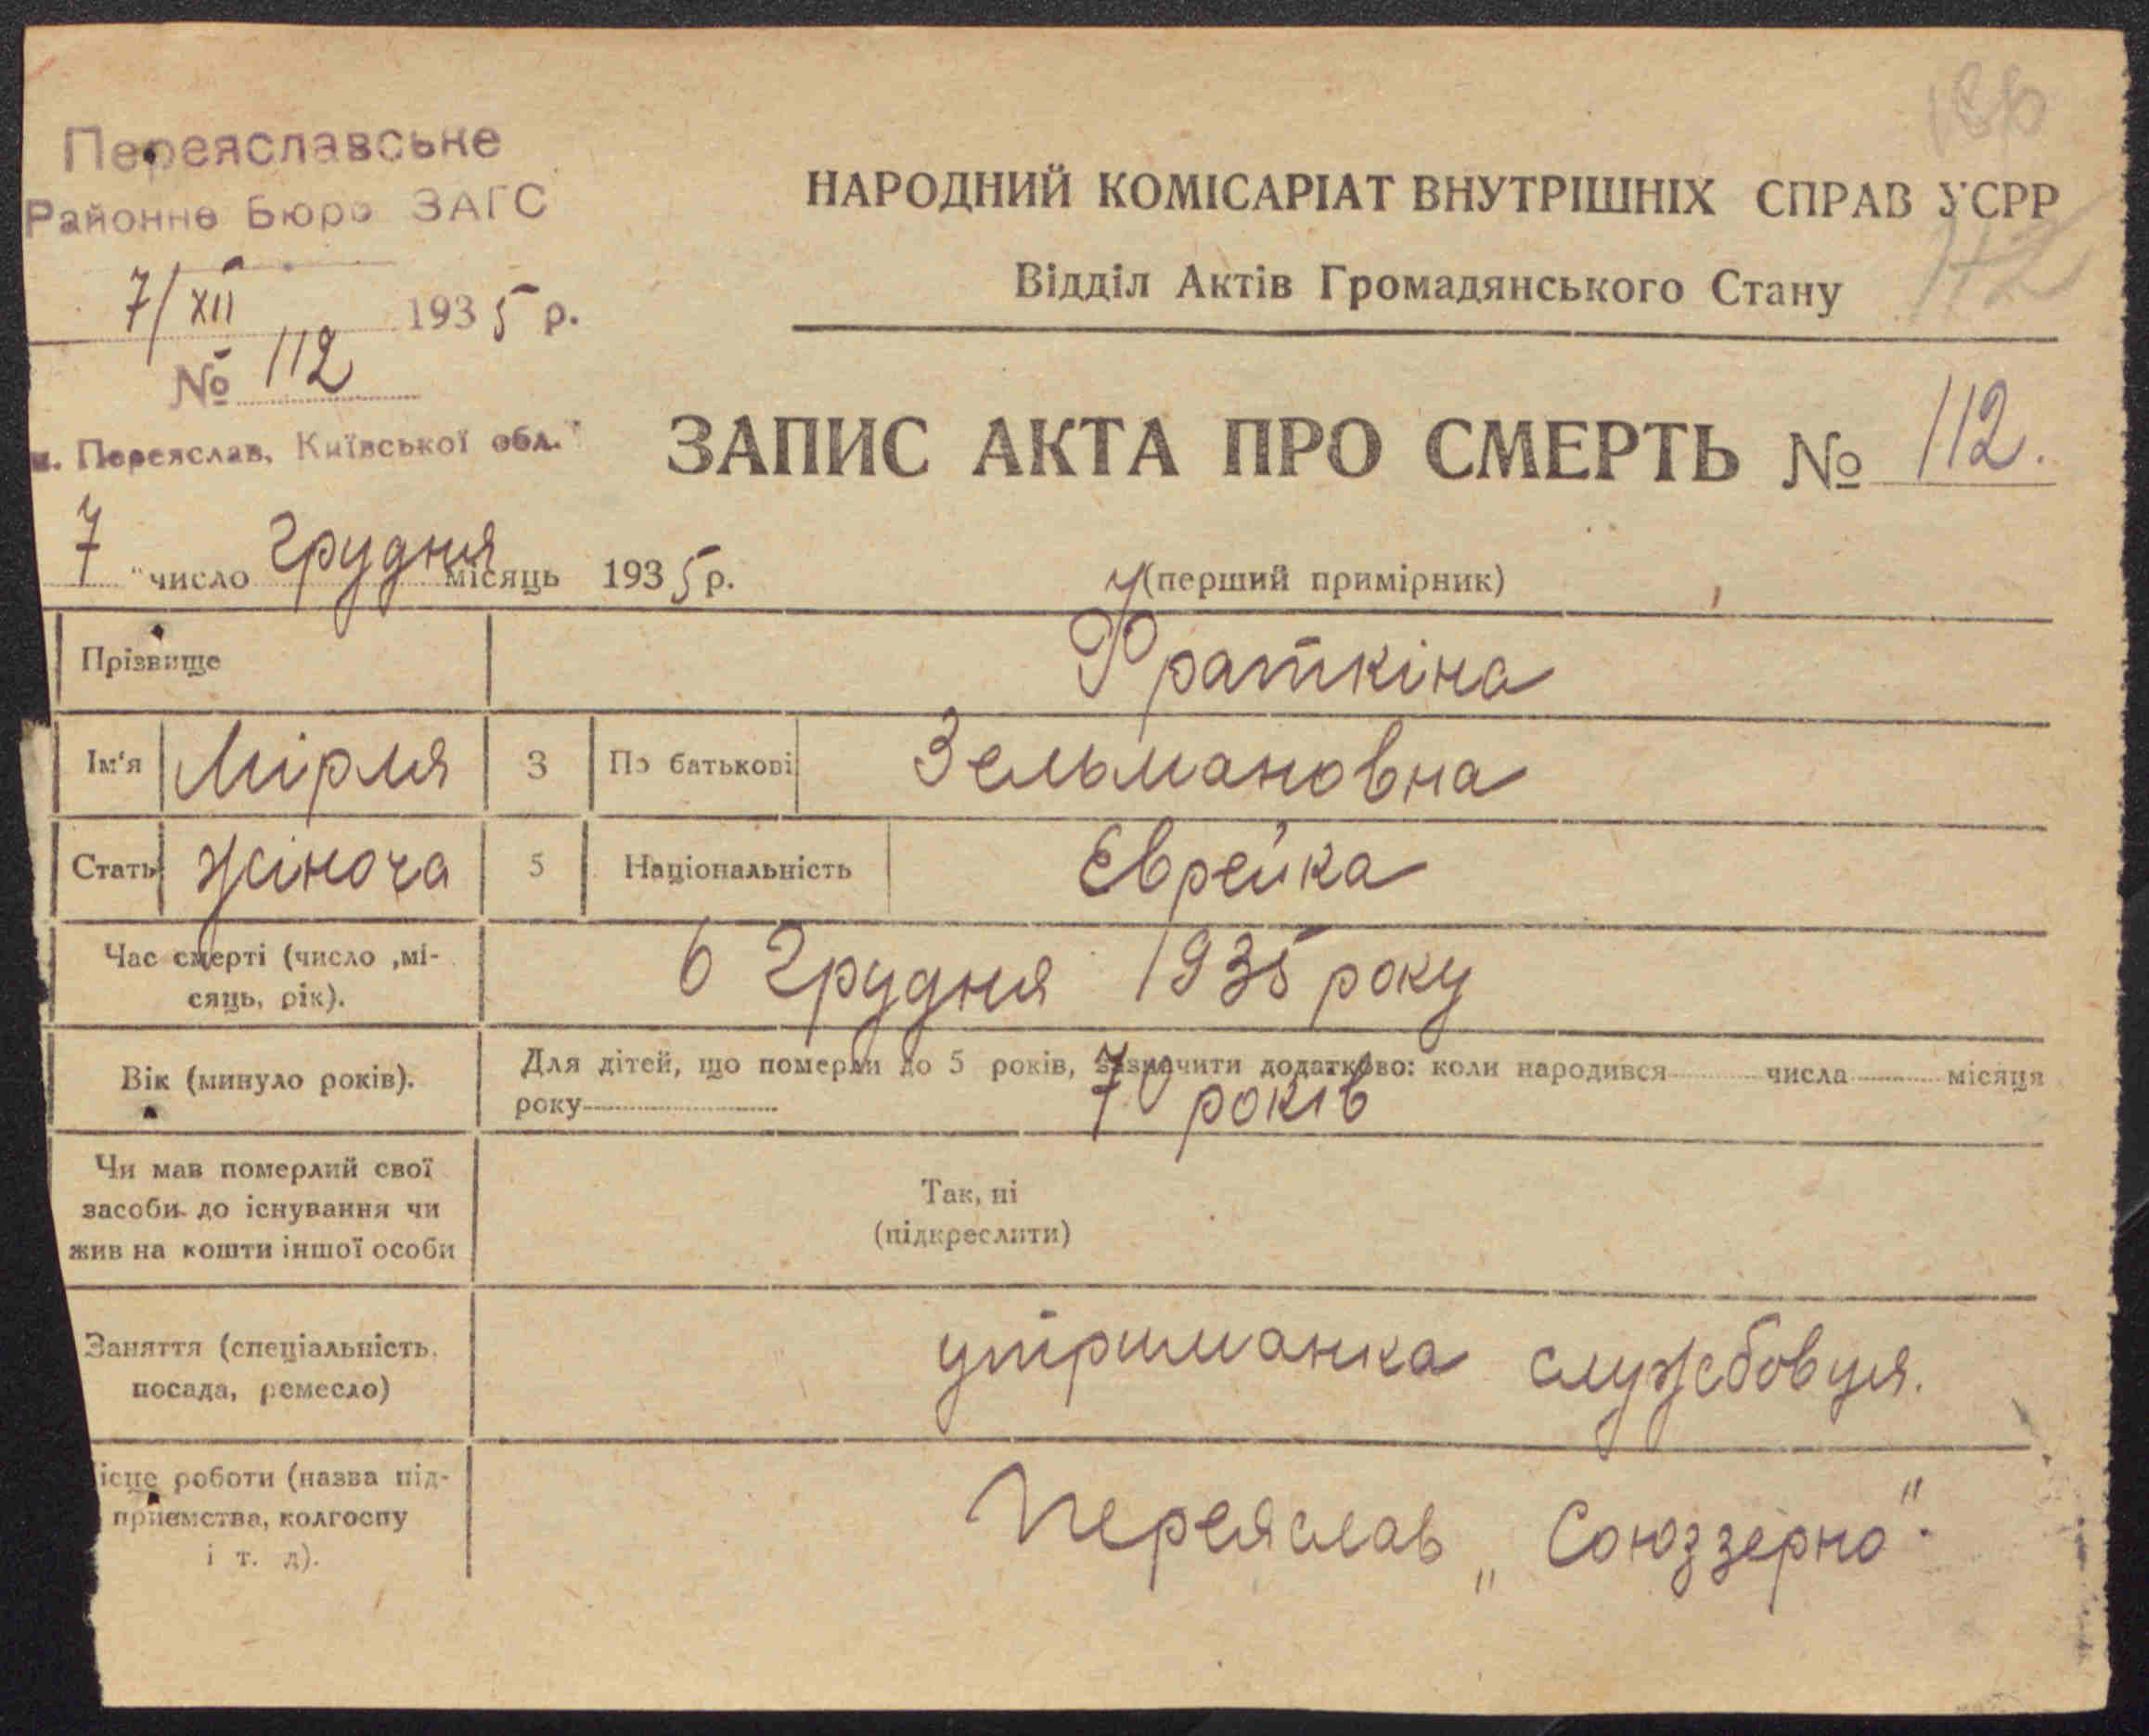 Переяславське
Районне Бюро ЗАГС
7/XII 1935 р.
№ 112
м. Переяслав, Київської обл.
НАРОДНИЙ КОМІСАРІАТ ВНУТРІШНІХ СПРАВ УСРР
Відділ Актів Громадянського Стану
112
ЗАПИС АКТА ПРО СМЕРТЬ № 112.
7 " число Грудня місяць 1935 р.
(перший примірник)
Прізвище Фраткіна
Ім'я Мірля 3 По батькові Зельмановна
Стать жіноча 5 Національність Єврейка
Час смерті (число ,мі-
сяць, рік).
6 Грудня 1935 року
Вік (минуло років).
Для дітей, що померли до 5 років, зазначити додатково: коли народився числа місяця
року
70 років
Чи мав померлий свої
засоби до існування чи
жив на кошти іншої особи
Так, ні
(підкреслити)
Заняття (спеціальність,
посада, ремесло)
утриманка службовця.
ісце роботи (назва під-
приємства, колгоспу
і т. д).
Переяслав „Союззерно".